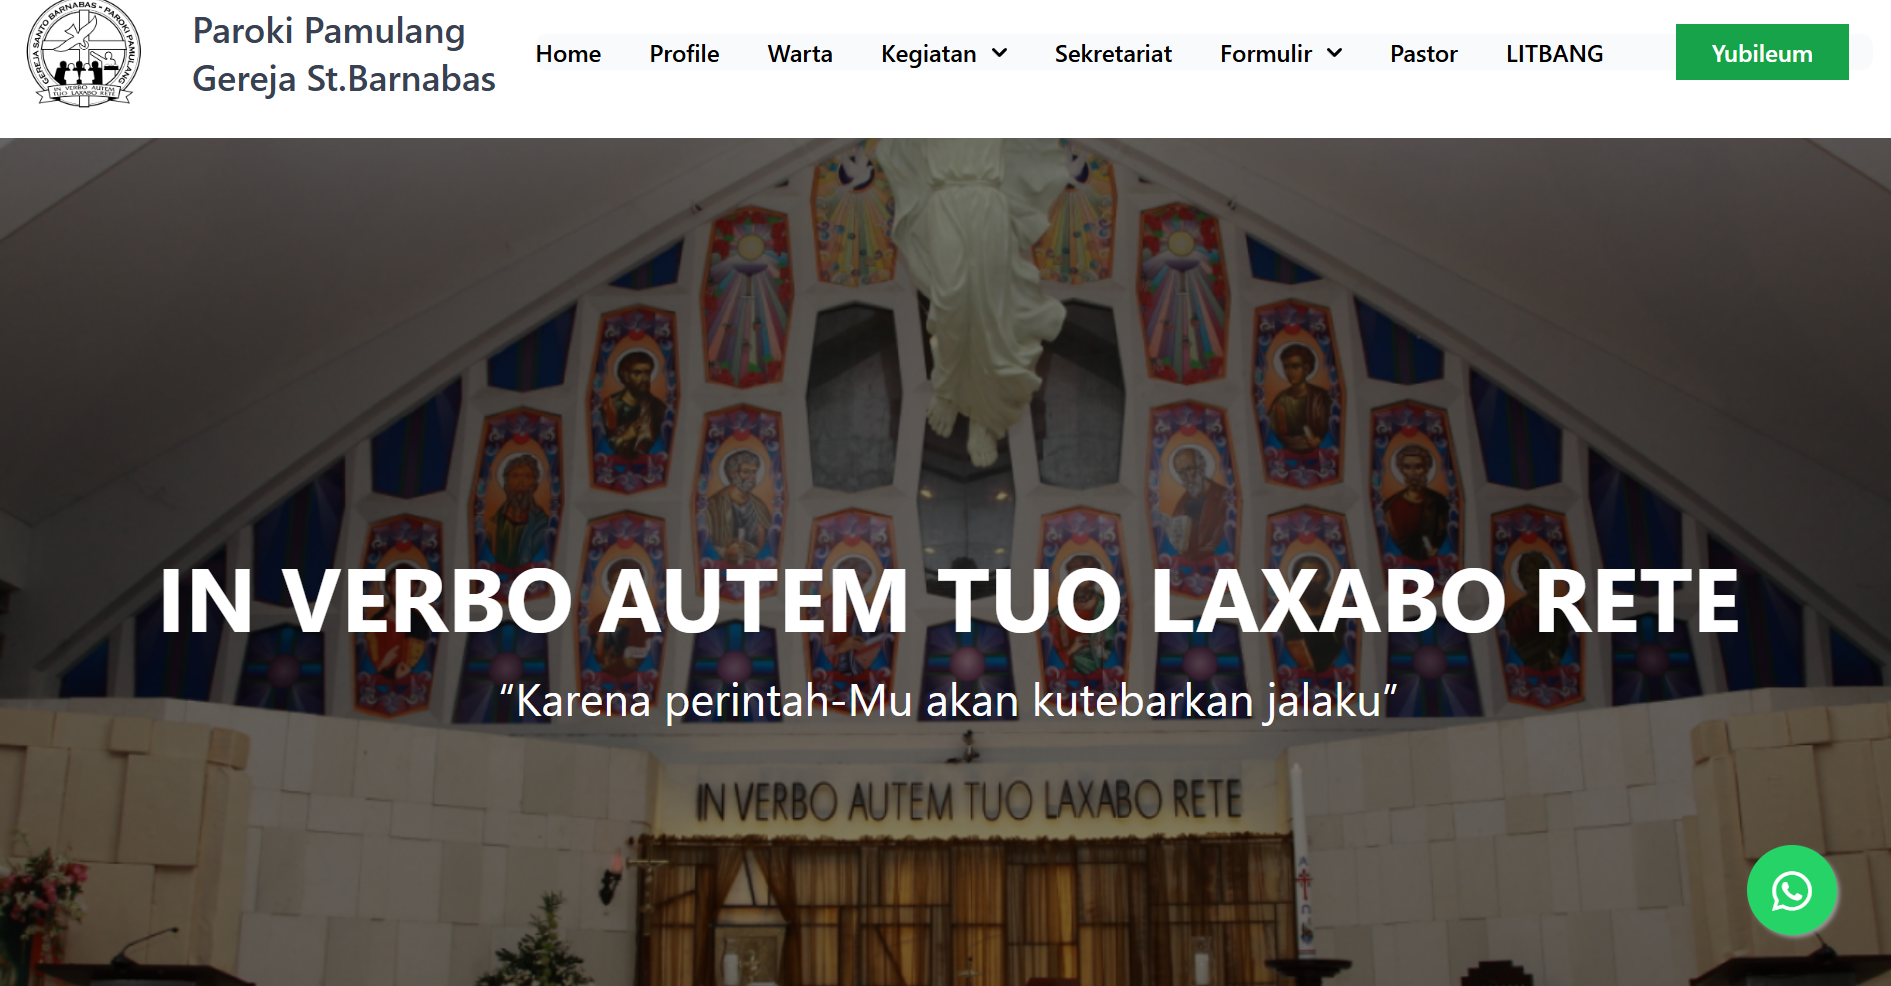 GEREJA SANTO BARNABAS - PAROKI PAMULANG
IN VERBO AUTEM
TUO LAXABO RETE
Paroki Pamulang
Gereja St.Barnabas
Home
Profile
Warta
Kegiatan
Sekretariat
Formulir
Pastor
LITBANG
Yubileum
IN VERBO AUTEM TUO LAXABO RETE
“Karena perintah-Mu akan kutebarkan jalaku”
IN VERBO AUTEM TUO LAXABO RETE